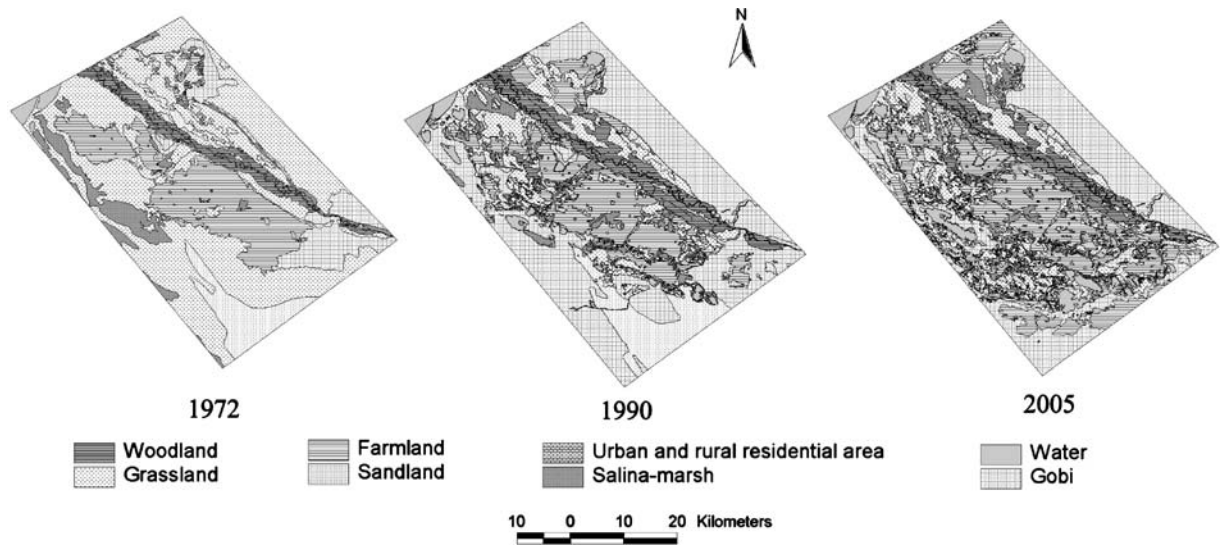 N
1972
1990
2005
Woodland
Farmland
Urban and rural residential area
Water
Grassland
Sandland
Salina-marsh
Gobi
10 0 10 20 Kilometers